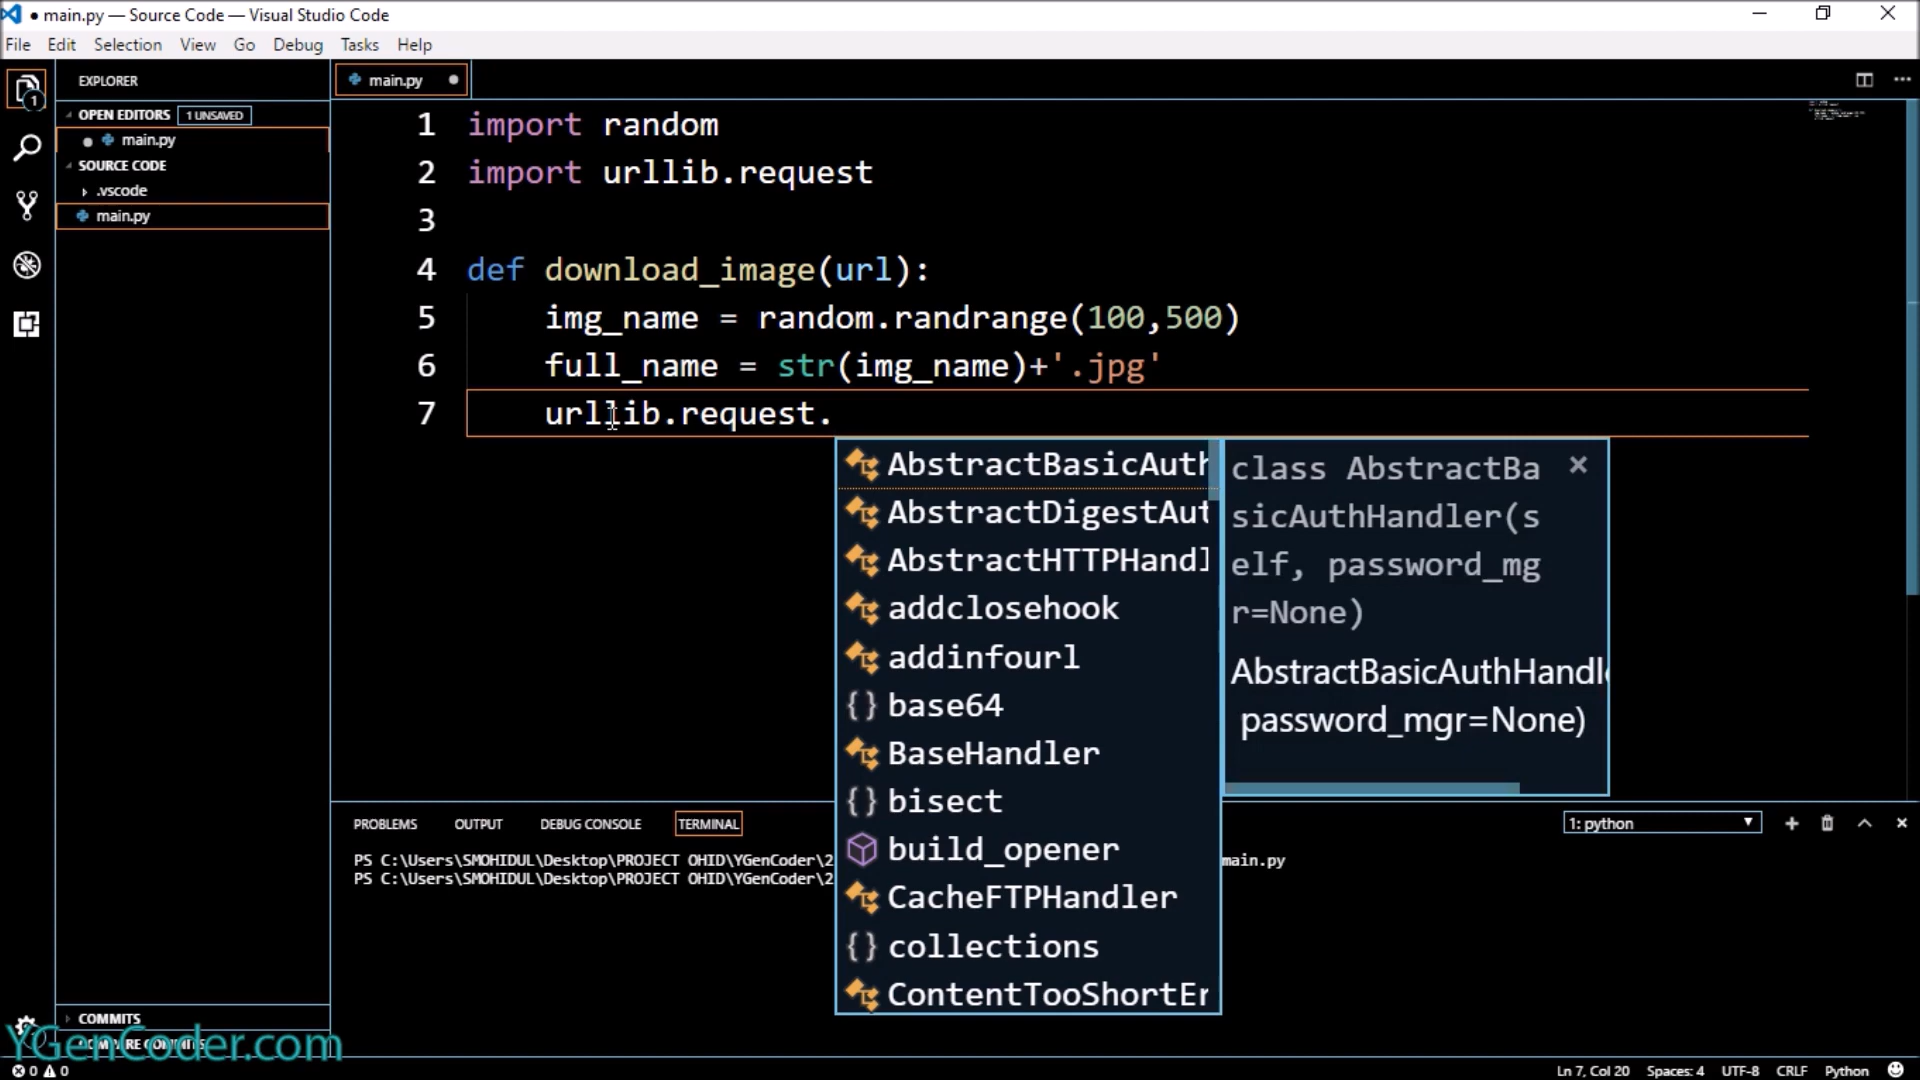 main.py — Source Code — Visual Studio Code
File Edit Selection View Go Debug Tasks Help
EXPLORER
OPEN EDITORS 1 UNSAVED
main.py
SOURCE CODE
.vscode
main.py
1
main.py
1 import random
2 import urllib.request
3
4 def download_image(url):
5 img_name = random.randrange(100,500)
6 full_name = str(img_name)+'.jpg'
7 urllib.request.
AbstractBasicAuth
AbstractDigestAut
AbstractHTTPHandl
addclosehook
addinfourl
base64
BaseHandler
bisect
build_opener
CacheFTPHandler
collections
ContentTooShortEr
class AbstractBa
sicAuthHandler(s
elf, password_mg
r=None)
AbstractBasicAuthHandle
password_mgr=None)
PROBLEMS OUTPUT DEBUG CONSOLE TERMINAL 1: python
PS C:\Users\SMOHIDUL\Desktop\PROJECT OHID\YGenCoder\2 main.py
PS C:\Users\SMOHIDUL\Desktop\PROJECT OHID\YGenCoder\2
COMMITS
YGenCoder.com
0 0 Ln 7, Col 20 Spaces: 4 UTF-8 CRLF Python